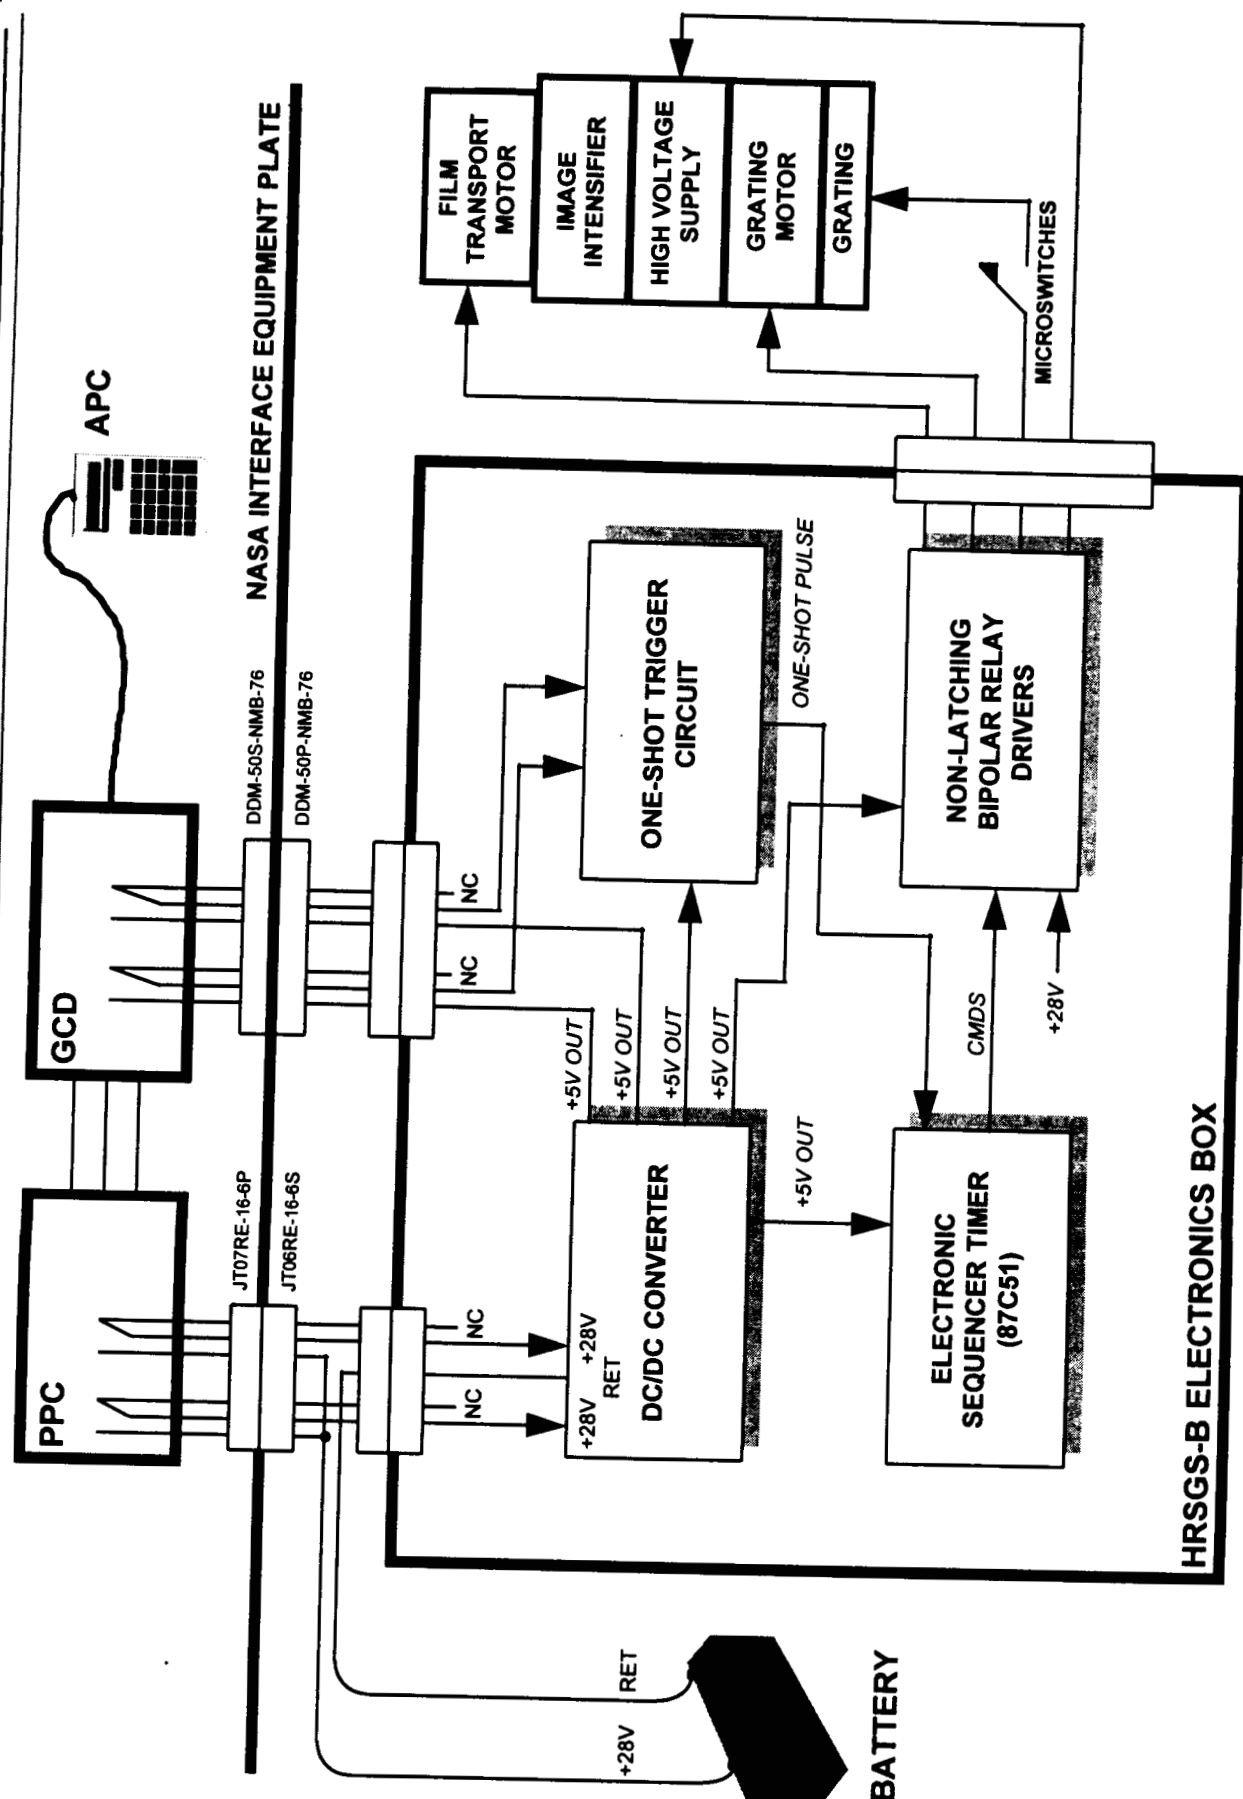 APC
GCD
PPC
NASA INTERFACE EQUIPMENT PLATE
DDM-50S-NMB-76
DDM-50P-NMB-76
JT07RE-16-6P
JT06RE-16-6S
NC
NC
NC
NC
FILM
TRANSPORT
MOTOR
IMAGE
INTENSIFIER
HIGH VOLTAGE
SUPPLY
GRATING
MOTOR
GRATING
MICROSWITCHES
ONE-SHOT TRIGGER
CIRCUIT
ONE-SHOT PULSE
+5V OUT
+5V OUT
+5V OUT
+5V OUT
+28V
RET
+28V
DC/DC CONVERTER
+5V OUT
NON-LATCHING
BIPOLAR RELAY
DRIVERS
CMDS
+28V
ELECTRONIC
SEQUENCER TIMER
(87C51)
HRSGS-B ELECTRONICS BOX
RET
+28V
BATTERY